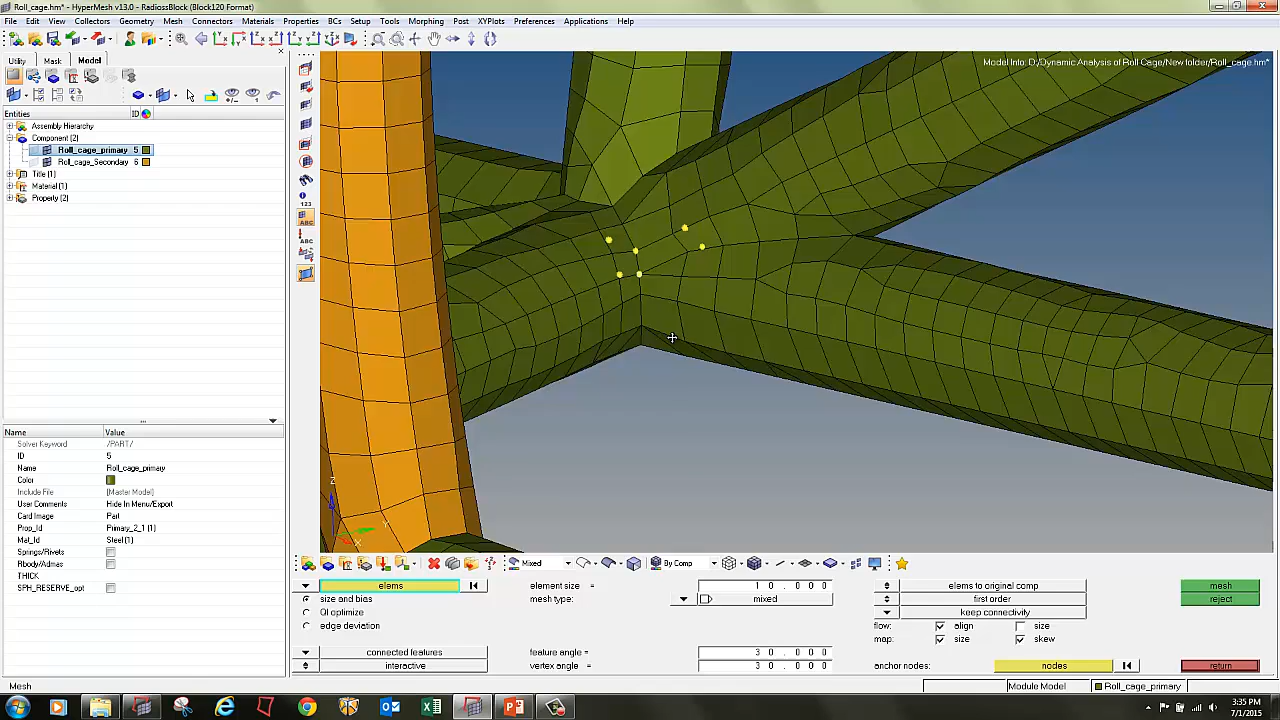 Roll_cage.hm* - HyperMesh v13.0 - RadiossBlock (Block120 Format)
File Edit View Collectors Geometry Mesh Connectors Materials Properties BCs Setup Tools Morphing Post XYPlots Preferences Applications Help
Utility Mask Model
Model Info: D:/Dynamic Analysis of Roll Cage/New folder/Roll_cage.hm*
Entities ID
Assembly Hierarchy
Component (2)
Roll_cage_primary 5
Roll_cage_Secondary 6
Title (1)
Material (1)
Property (2)
123
ABC
ABC
Name Value
Solver Keyword /PART/
ID 5
Name Roll_cage_primary
Color
Include File [Master Model]
User Comments Hide In Menu/Export
Card Image Part
Prop_Id Primary_2_1 (1)
Mat_Id Steel (1)
Springs/Rivets
Rbody/Admas
THICK
SPH_RESERVE_opt
Z
Y
X
Mixed By Comp
elems
size and bias
QI optimize
edge deviation
connected features
interactive
element size = 10.000
mesh type: mixed
feature angle = 30.000
vertex angle = 30.000
elems to original comp
first order
keep connectivity
flow: align size
map: size skew
anchor nodes: nodes
mesh
reject
return
Mesh
Module Model Roll_cage_primary
3:35 PM
7/1/2015